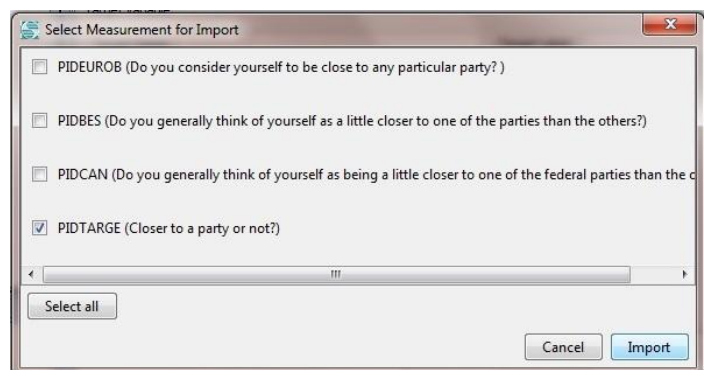 Select Measurement for Import
PIDEUROB (Do you consider yourself to be close to any particular party? )
PIDBES (Do you generally think of yourself as a little closer to one of the parties than the others?)
PIDCAN (Do you generally think of yourself as being a little closer to one of the federal parties than the
PIDTARGE (Closer to a party or not?)
Select all
Cancel Import